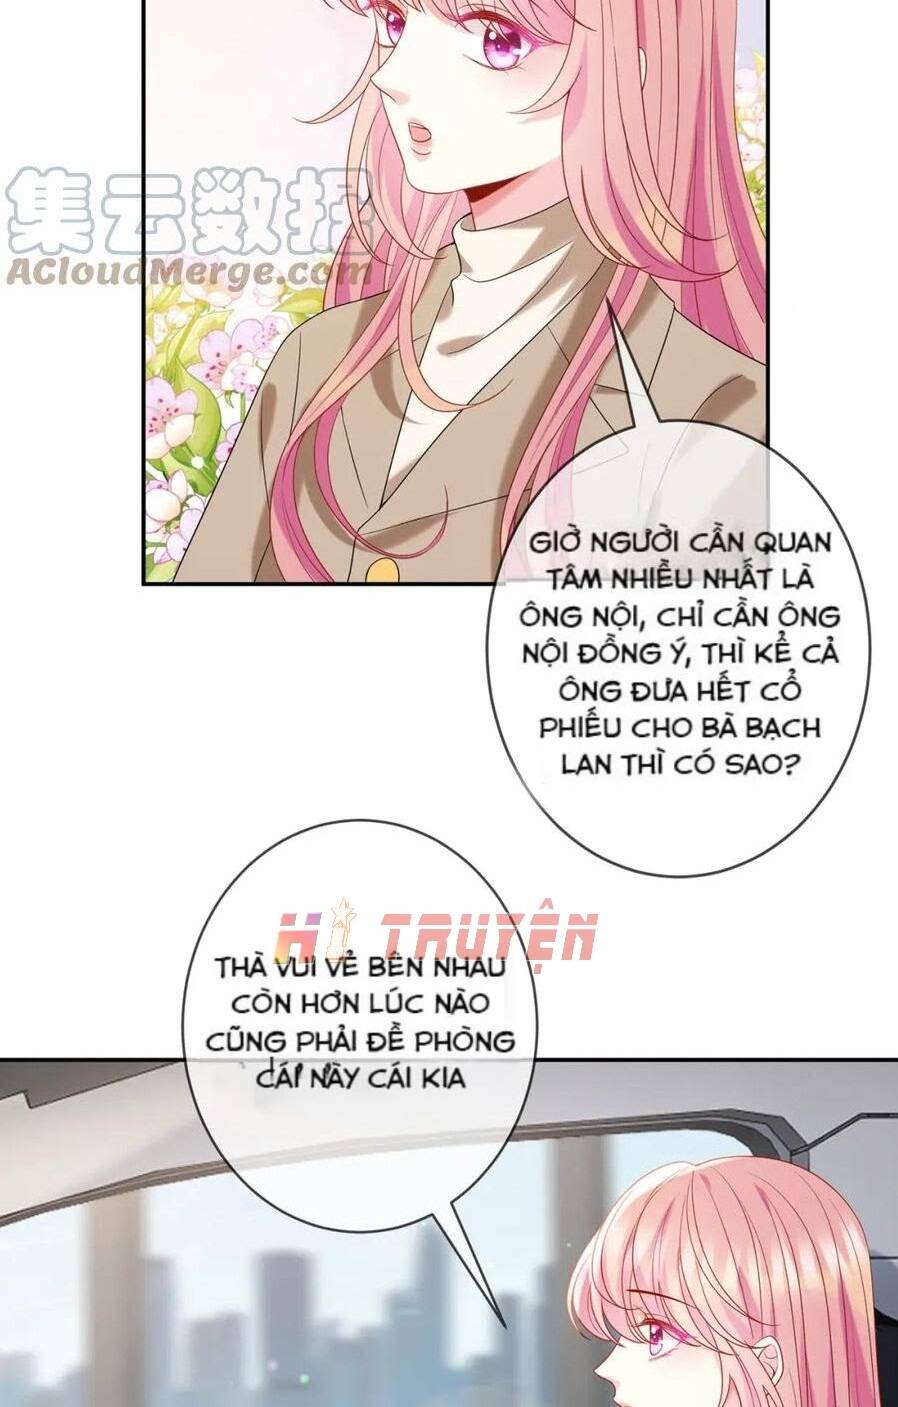 集云数据
ACloudMerge.com
GIỜ NGƯỜI CẦN QUAN
TÂM NHIỀU NHẤT LÀ
ÔNG NỘI, CHỈ CẦN ÔNG
NỘI ĐỒNG Ý, THÌ KỂ CẢ
ÔNG ĐƯA HẾT CỔ
PHIẾU CHO BÀ BẠCH
LAN THÌ CÓ SAO?
HI TRUYỆN
THÀ VUI VẺ BÊN NHAU
CÒN HƠN LÚC NÀO
CŨNG PHẢI ĐỀ PHÒNG
CÁI NÀY CÁI KIA